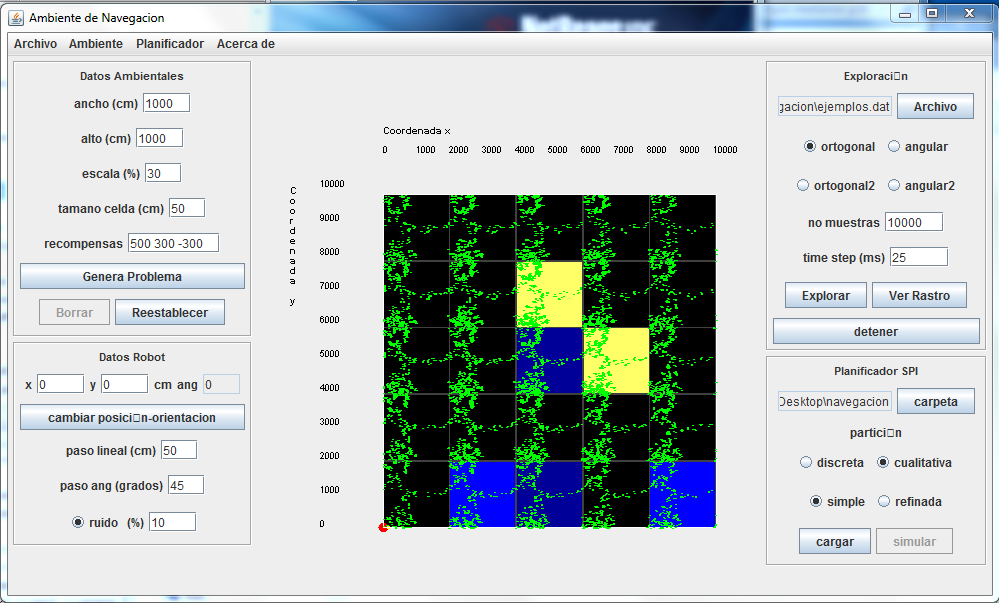 Ambiente de Navegacion
Archivo Ambiente Planificador Acerca de
Datos Ambientales
ancho (cm) 1000
alto (cm) 1000
escala (%) 30
tamano celda (cm) 50
recompensas 500 300 -300
Genera Problema
Borrar Reestablecer
Datos Robot
x 0 y 0 cm ang 0
cambiar posici▯n-orientacion
paso lineal (cm) 50
paso ang (grados) 45
ruido (%) 10
Coordenada x
0 1000 2000 3000 4000 5000 6000 7000 8000 9000 10000
Coordenada y
10000
9000
8000
7000
6000
5000
4000
3000
2000
1000
0
Exploraci▯n
gacion\ejemplos.dat Archivo
ortogonal angular
ortogonal2 angular2
no muestras 10000
time step (ms) 25
Explorar Ver Rastro
detener
Planificador SPI
Desktop\navegacion carpeta
partici▯n
discreta cualitativa
simple refinada
cargar simular